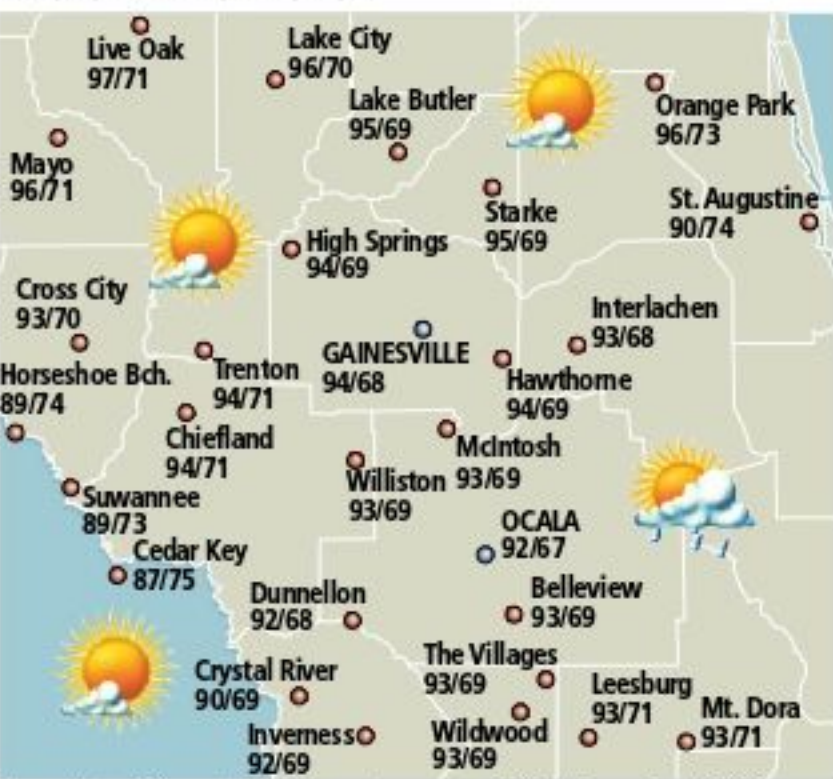 Live Oak
97/71
Lake City
96/70
Lake Butler
95/69
Orange Park
96/73
Mayo
96/71
Starke
95/69
St. Augustine
90/74
High Springs
94/69
Cross City
93/70
Interlachen
93/68
GAINESVILLE
94/68
Trenton
94/71
Hawthorne
94/69
Horseshoe Bch.
89/74
Chiefland
94/71
McIntosh
93/69
Williston
93/69
Suwannee
89/73
OCALA
92/67
Cedar Key
87/75
Dunnellon
92/68
Belleview
93/69
The Villages
93/69
Crystal River
90/69
Leesburg
93/71
Mt. Dora
93/71
Inverness
92/69
Wildwood
93/69